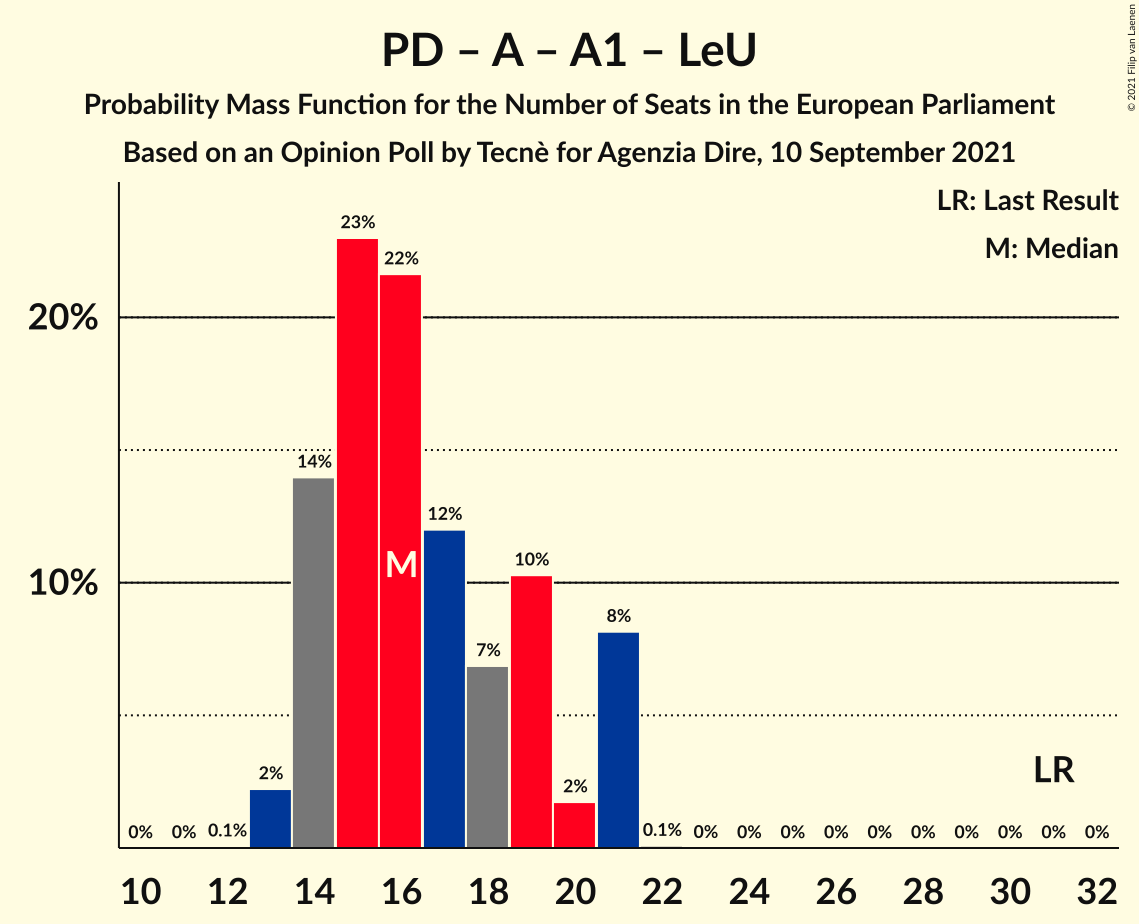 PD – A – A1 – LeU
Probability Mass Function for the Number of Seats in the European Parliament
Based on an Opinion Poll by Tecnè for Agenzia Dire, 10 September 2021
© 2021 Filip van Laenen
LR: Last Result
M: Median
20%
10%
0% 0% 0.1% 2% 14% 23% 22% 12% 7% 10% 2% 8% 0.1% 0% 0% 0% 0% 0% 0% 0% 0% 0% 0%
M
LR
10 12 14 16 18 20 22 24 26 28 30 32